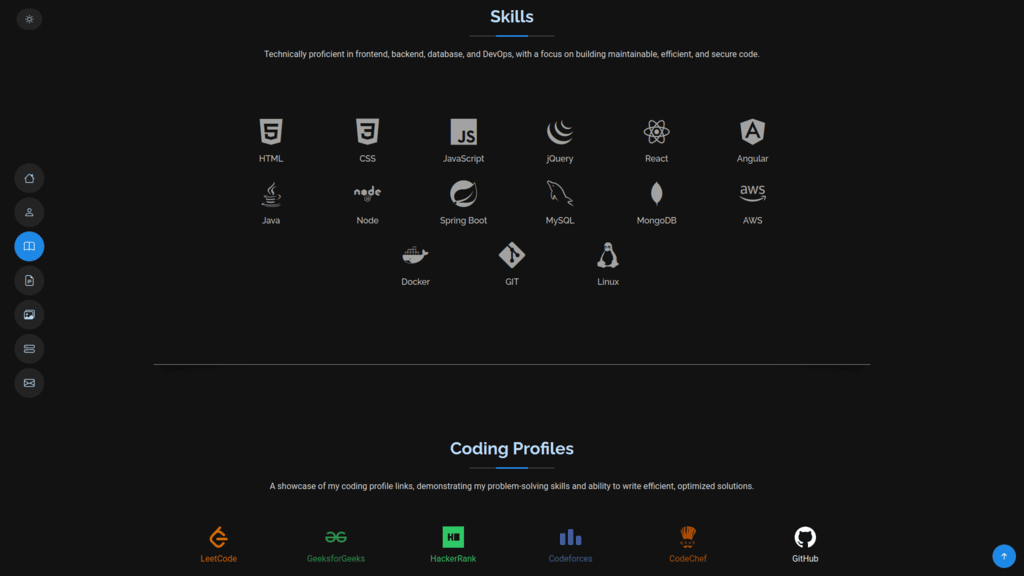 Skills
Technically proficient in frontend, backend, database, and DevOps, with a focus on building maintainable, efficient, and secure code.
JS
HTML CSS JavaScript jQuery React Angular
node aws
Java Node Spring Boot MySQL MongoDB AWS
Docker GIT Linux
Coding Profiles
A showcase of my coding profile links, demonstrating my problem-solving skills and ability to write efficient, optimized solutions.
LeetCode GeeksforGeeks HackerRank Codeforces CodeChef GitHub